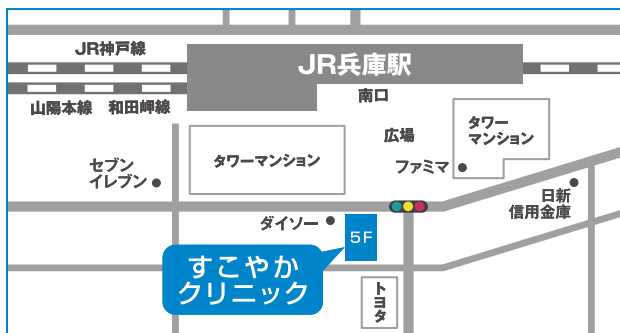 JR神戸線
JR兵庫駅
山陽本線 和田岬線
南口
広場
タワー
マンション
タワーマンション
セブン
イレブン
ファミマ
日新
信用金庫
ダイソー
5F
すこやか
クリニック
トヨタ